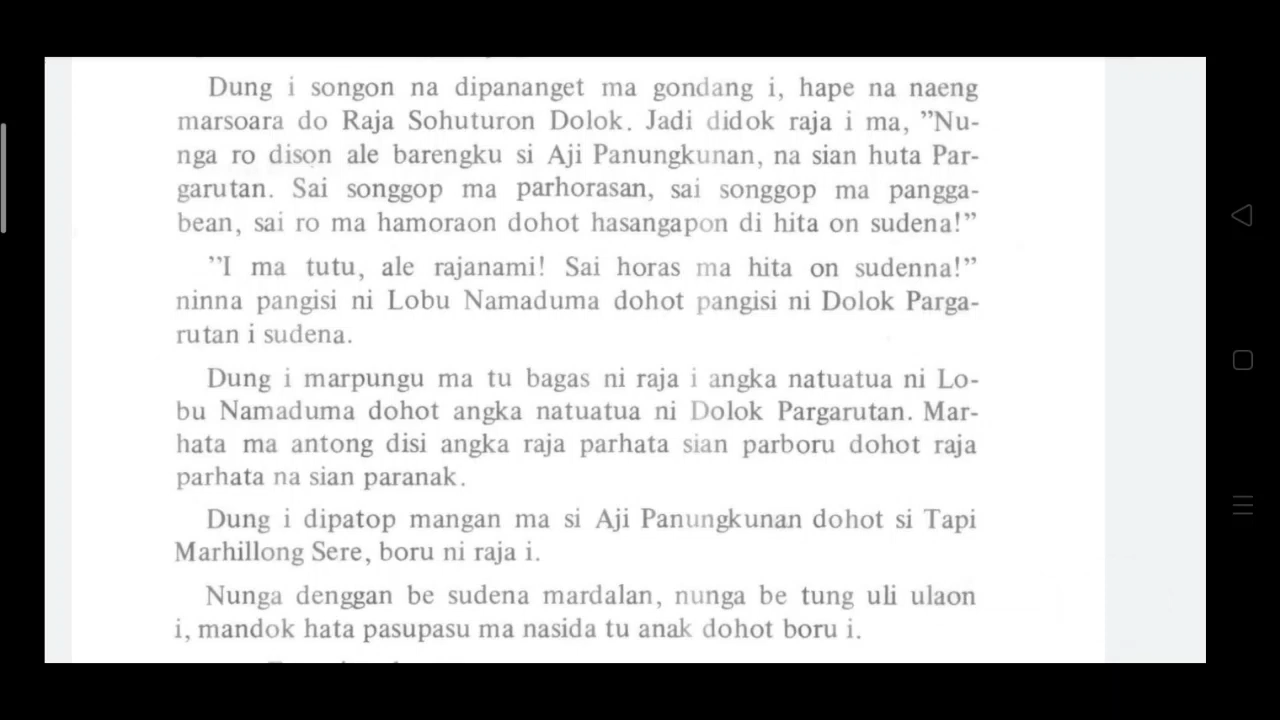 Dung i songon na dipananget ma gondang i, hape na naeng
marsoara do Raja Sohuturon Dolok. Jadi didok raja i ma, ”Nu-
nga ro dison ale barengku si Aji Panungkunan, na sian huta Par-
garutan. Sai songgop ma parhorasan, sai songgop ma pangga-
bean, sai ro ma hamoraon dohot hasangapon di hita on sudena!”
”I ma tutu, ale rajanami! Sai horas ma hita on sudenna!”
ninna pangisi ni Lobu Namaduma dohot pangisi ni Dolok Parga-
rutan i sudena.
Dung i marpungu ma tu bagas ni raja i angka natuatua ni Lo-
bu Namaduma dohot angka natuatua ni Dolok Pargarutan. Mar-
hata ma antong disi angka raja parhata sian parboru dohot raja
parhata na sian paranak.
Dung i dipatop mangan ma si Aji Panungkunan dohot si Tapi
Marhillong Sere, boru ni raja i.
Nunga denggan be sudena mardalan, nunga be tung uli ulaon
i, mandok hata pasupasu ma nasida tu anak dohot boru i.